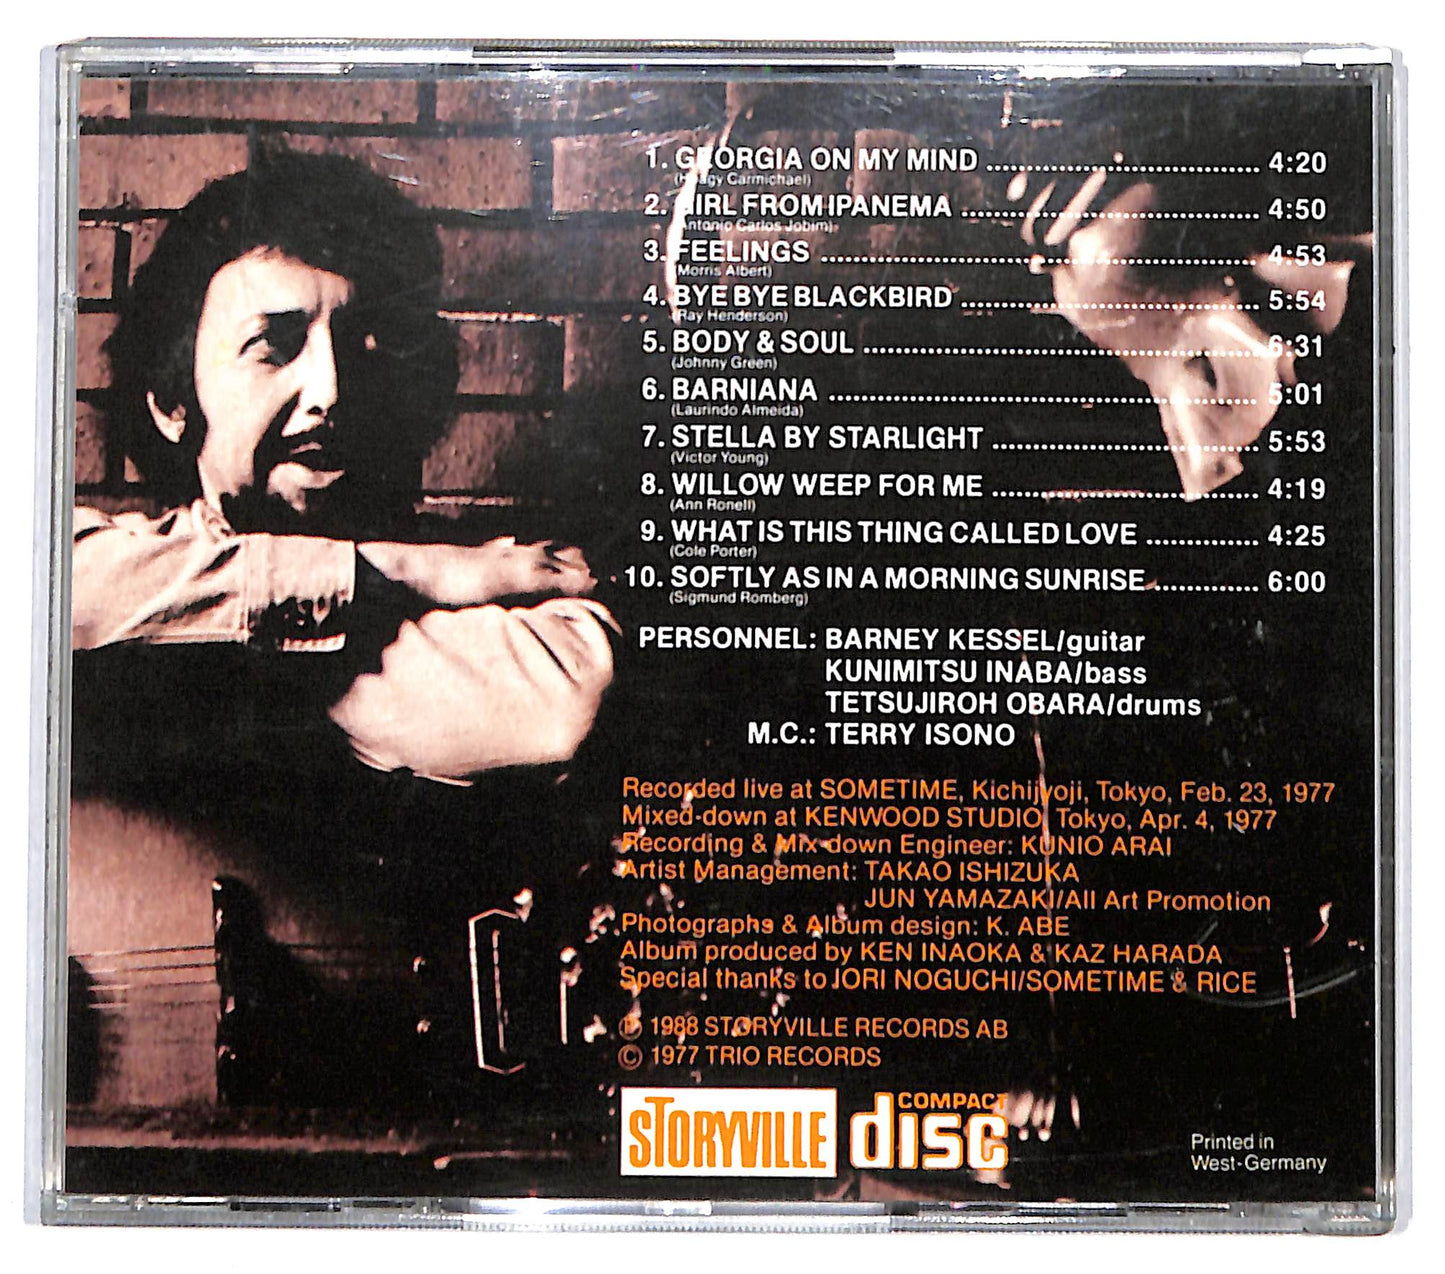 1. GEORGIA ON MY MIND ........................................ 4:20
(Hoagy Carmichael)
2. GIRL FROM IPANEMA ........................................ 4:50
(Antonio Carlos Jobim)
3. FEELINGS ........................................ 4:53
(Morris Albert)
4. BYE BYE BLACKBIRD ........................................ 5:54
(Ray Henderson)
5. BODY & SOUL ........................................ 6:31
(Johnny Green)
6. BARNIANA ........................................ 5:01
(Laurindo Almeida)
7. STELLA BY STARLIGHT ........................................ 5:53
(Victor Young)
8. WILLOW WEEP FOR ME ........................................ 4:19
(Ann Ronell)
9. WHAT IS THIS THING CALLED LOVE ............... 4:25
(Cole Porter)
10. SOFTLY AS IN A MORNING SUNRISE ............... 6:00
(Sigmund Romberg)
PERSONNEL: BARNEY KESSEL/guitar
KUNIMITSU INABA/bass
TETSUJIROH OBARA/drums
M.C.: TERRY ISONO
Recorded live at SOMETIME, Kichijyoji, Tokyo, Feb. 23, 1977
Mixed-down at KENWOOD STUDIO, Tokyo, Apr. 4, 1977
Recording & Mix-down Engineer: KUNIO ARAI
Artist Management: TAKAO ISHIZUKA
JUN YAMAZAKI/All Art Promotion
Photographs & Album design: K. ABE
Album produced by KEN INAOKA & KAZ HARADA
Special thanks to JORI NOGUCHI/SOMETIME & RICE
℗ 1988 STORYVILLE RECORDS AB
© 1977 TRIO RECORDS
STORYVILLE
COMPACT
disc
Printed in
West-Germany